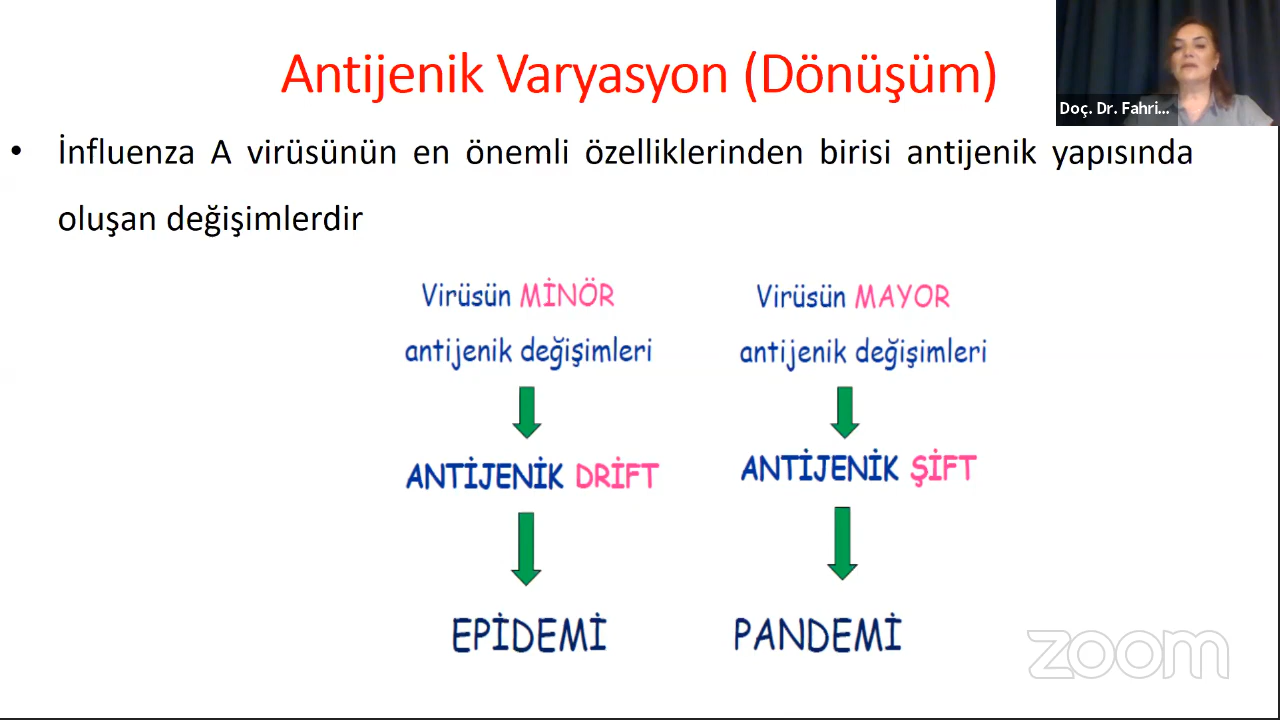 Antijenik Varyasyon (Dönüşüm)
Doç. Dr. Fahri...
• İnfluenza A virüsünün en önemli özelliklerinden birisi antijenik yapısında
oluşan değişimlerdir
Virüsün MİNÖR
antijenik değişimleri
ANTİJENİK DRİFT
EPİDEMİ
Virüsün MAYOR
antijenik değişimleri
ANTİJENİK ŞİFT
PANDEMİ
zoom